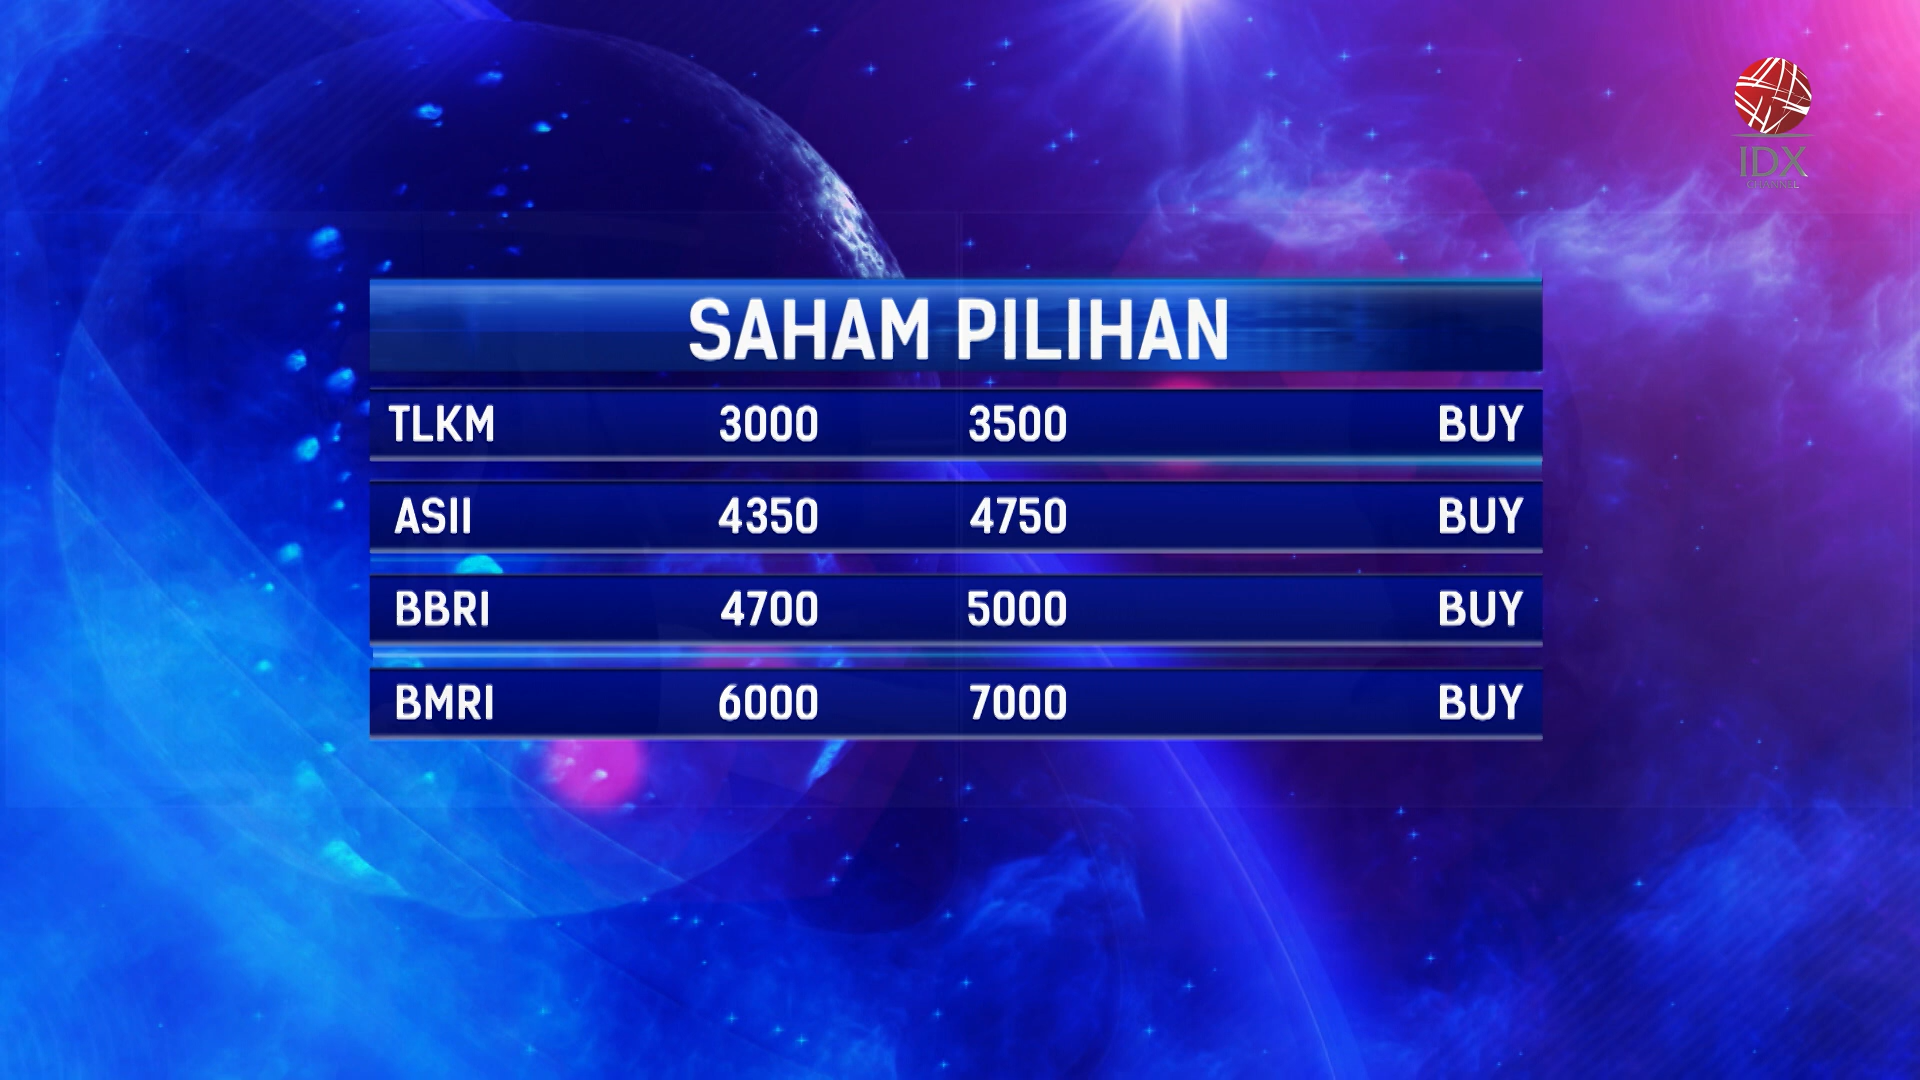 IDX
CHANNEL
SAHAM PILIHAN
TLKM 3000 3500 BUY
ASII 4350 4750 BUY
BBRI 4700 5000 BUY
BMRI 6000 7000 BUY